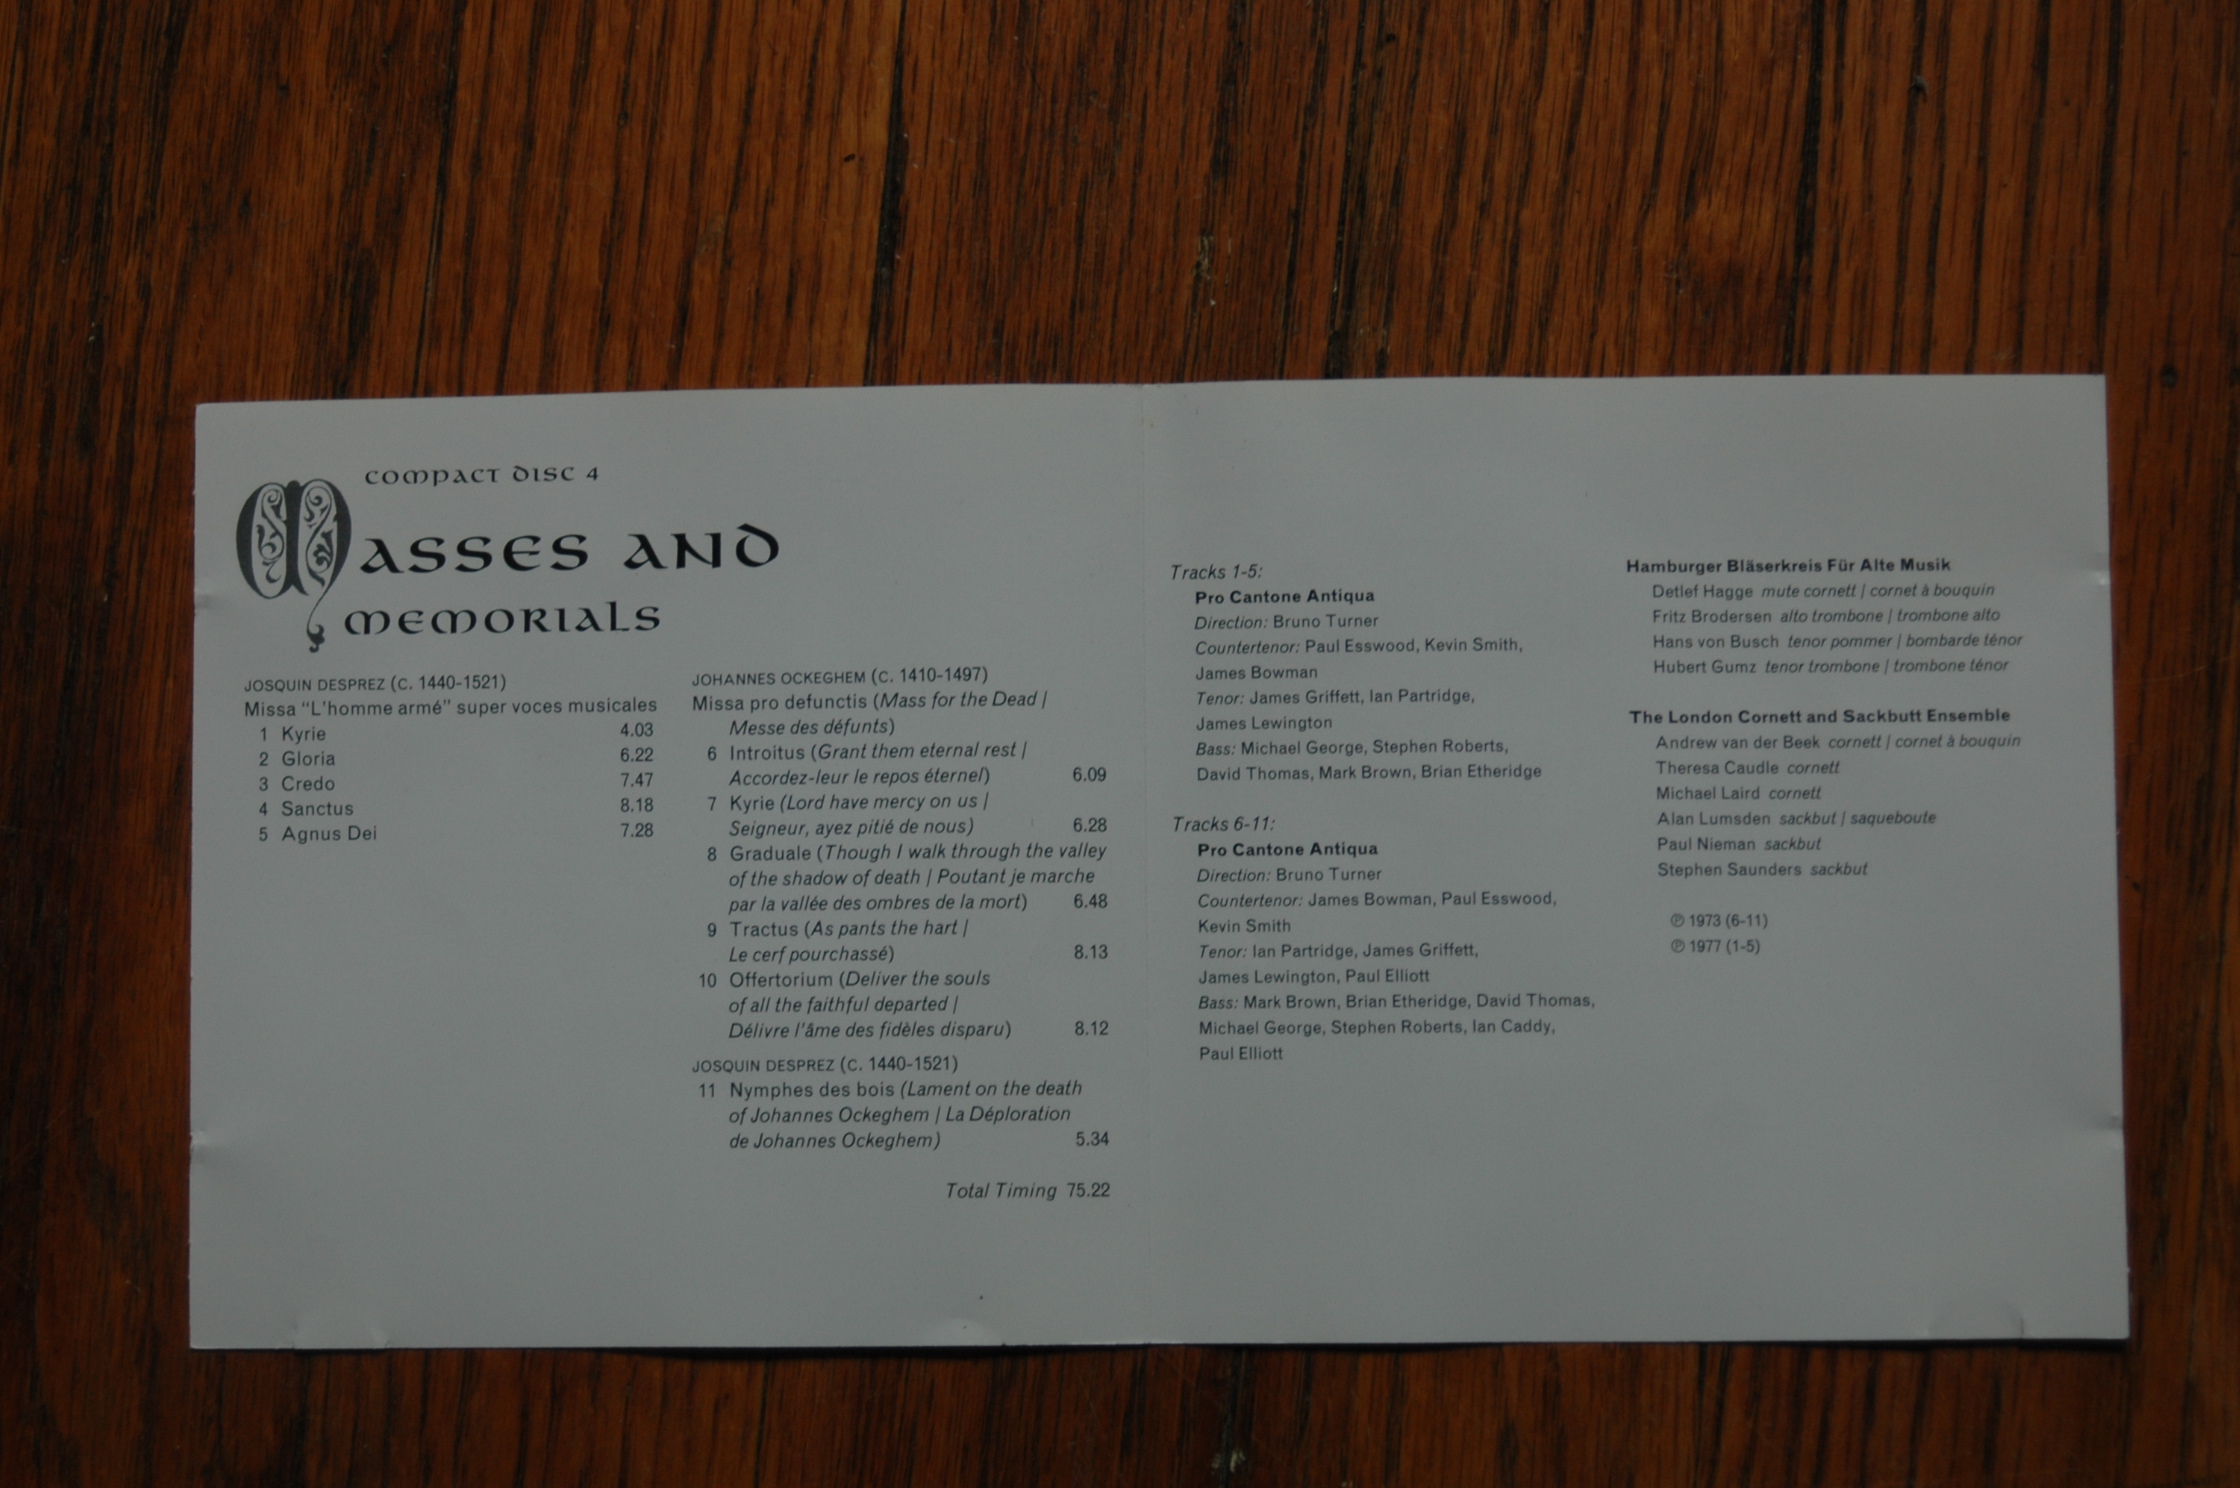 COMPACT DISC 4
MASSES AND
MEMORIALS
JOSQUIN DESPREZ (c. 1440-1521)
Missa "L'homme armé" super voces musicales
1 Kyrie 4.03
2 Gloria 6.22
3 Credo 7.47
4 Sanctus 8.18
5 Agnus Dei 7.28
JOHANNES OCKEGHEM (c. 1410-1497)
Missa pro defunctis (Mass for the Dead /
Messe des défunts)
6 Introitus (Grant them eternal rest /
Accordez-leur le repos éternel) 6.09
7 Kyrie (Lord have mercy on us /
Seigneur, ayez pitié de nous) 6.28
8 Graduale (Though I walk through the valley
of the shadow of death / Poutant je marche
par la vallée des ombres de la mort) 6.48
9 Tractus (As pants the hart /
Le cerf pourchassé) 8.13
10 Offertorium (Deliver the souls
of all the faithful departed /
Délivre l'âme des fidèles disparu) 8.12
JOSQUIN DESPREZ (c. 1440-1521)
11 Nymphes des bois (Lament on the death
of Johannes Ockeghem / La Déploration
de Johannes Ockeghem) 5.34
Total Timing 75.22
Tracks 1-5:
Pro Cantone Antiqua
Direction: Bruno Turner
Countertenor: Paul Esswood, Kevin Smith,
James Bowman
Tenor: James Griffett, Ian Partridge,
James Lewington
Bass: Michael George, Stephen Roberts,
David Thomas, Mark Brown, Brian Etheridge
Tracks 6-11:
Pro Cantone Antiqua
Direction: Bruno Turner
Countertenor: James Bowman, Paul Esswood,
Kevin Smith
Tenor: Ian Partridge, James Griffett,
James Lewington, Paul Elliott
Bass: Mark Brown, Brian Etheridge, David Thomas,
Michael George, Stephen Roberts, Ian Caddy,
Paul Elliott
Hamburger Bläserkreis Für Alte Musik
Detlef Hagge mute cornett / cornet à bouquin
Fritz Brodersen alto trombone / trombone alto
Hans von Busch tenor pommer / bombarde ténor
Hubert Gumz tenor trombone / trombone ténor
The London Cornett and Sackbutt Ensemble
Andrew van der Beek cornett / cornet à bouquin
Theresa Caudle cornett
Michael Laird cornett
Alan Lumsden sackbut / saqueboute
Paul Nieman sackbut
Stephen Saunders sackbut
℗ 1973 (6-11)
℗ 1977 (1-5)